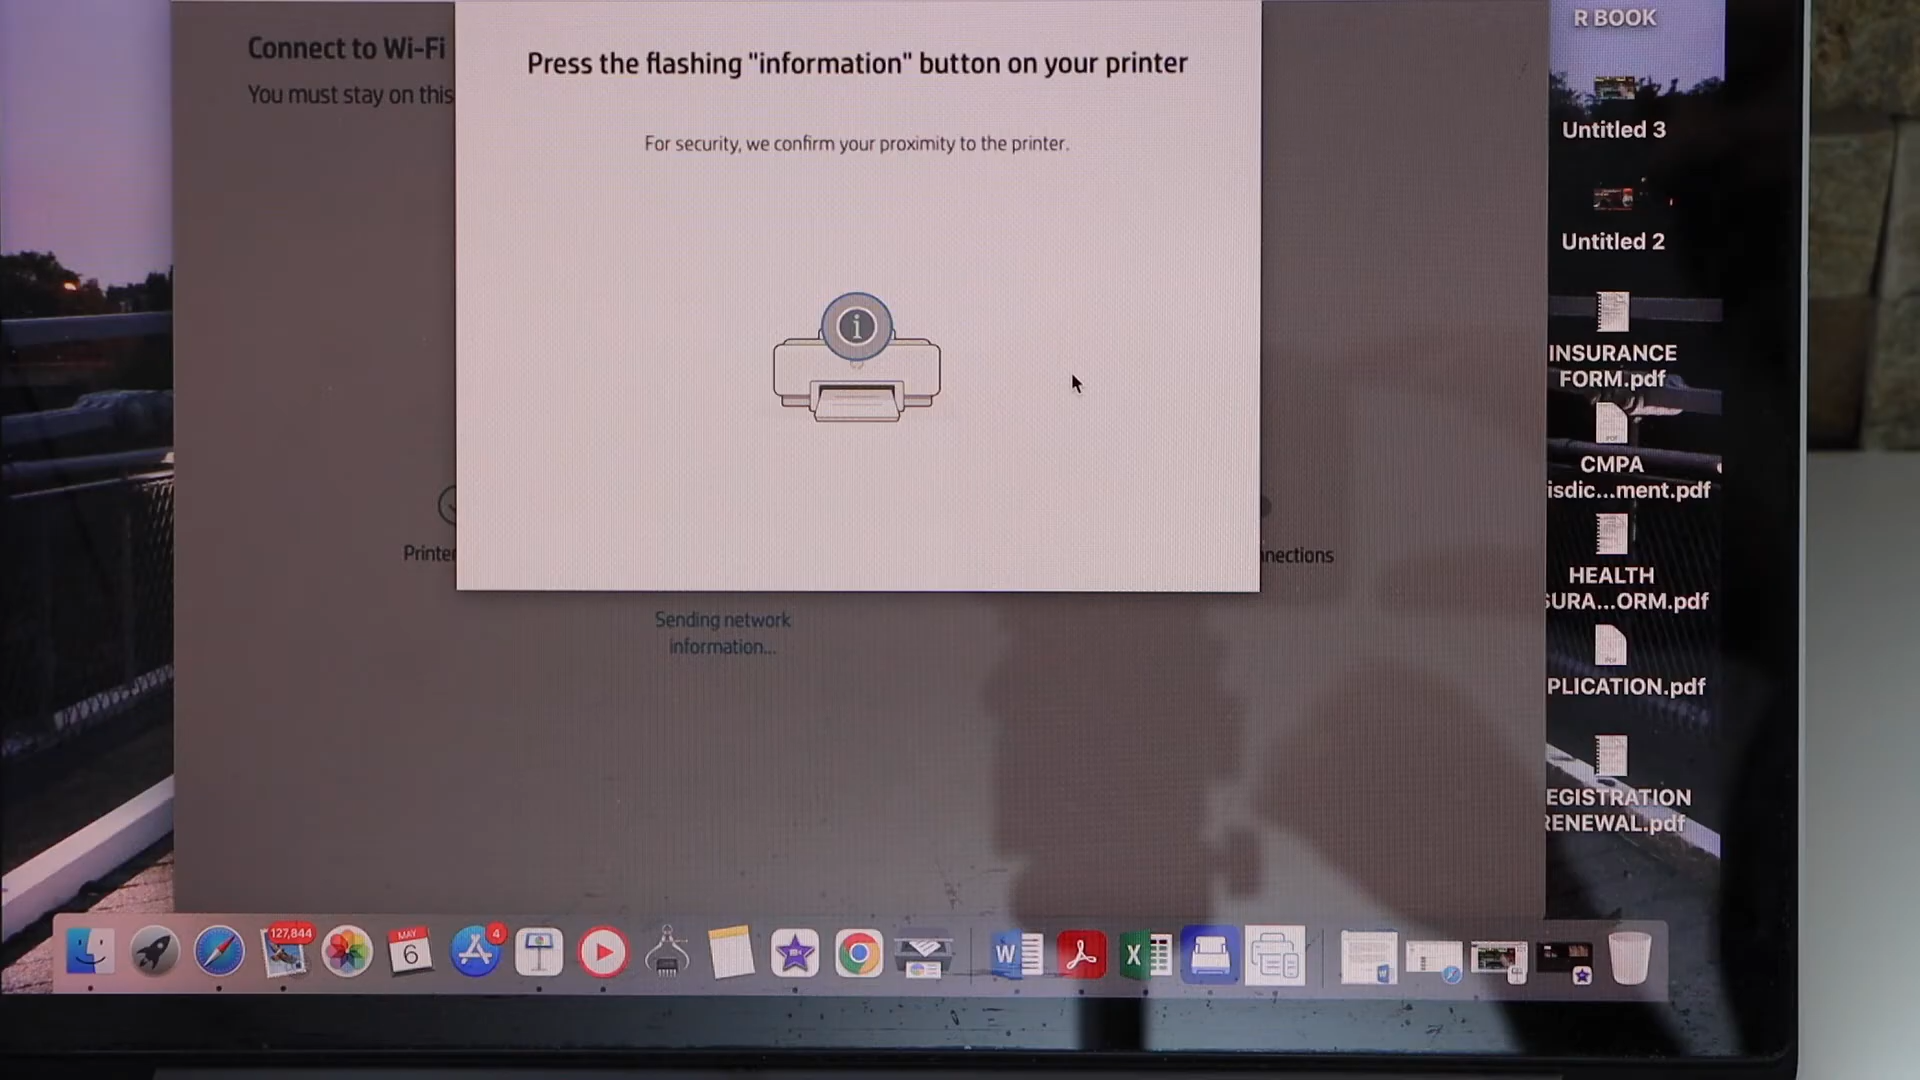 Connect to Wi-Fi
You must stay on this
Press the flashing "information" button on your printer
For security, we confirm your proximity to the printer.
i
Printer
nnections
Sending network
information...
R BOOK
Untitled 3
Untitled 2
INSURANCE
FORM.pdf
CMPA
isdic...ment.pdf
HEALTH
SURA...ORM.pdf
PLICATION.pdf
EGISTRATION
RENEWAL.pdf
127,844
MAY
6
4
W
X